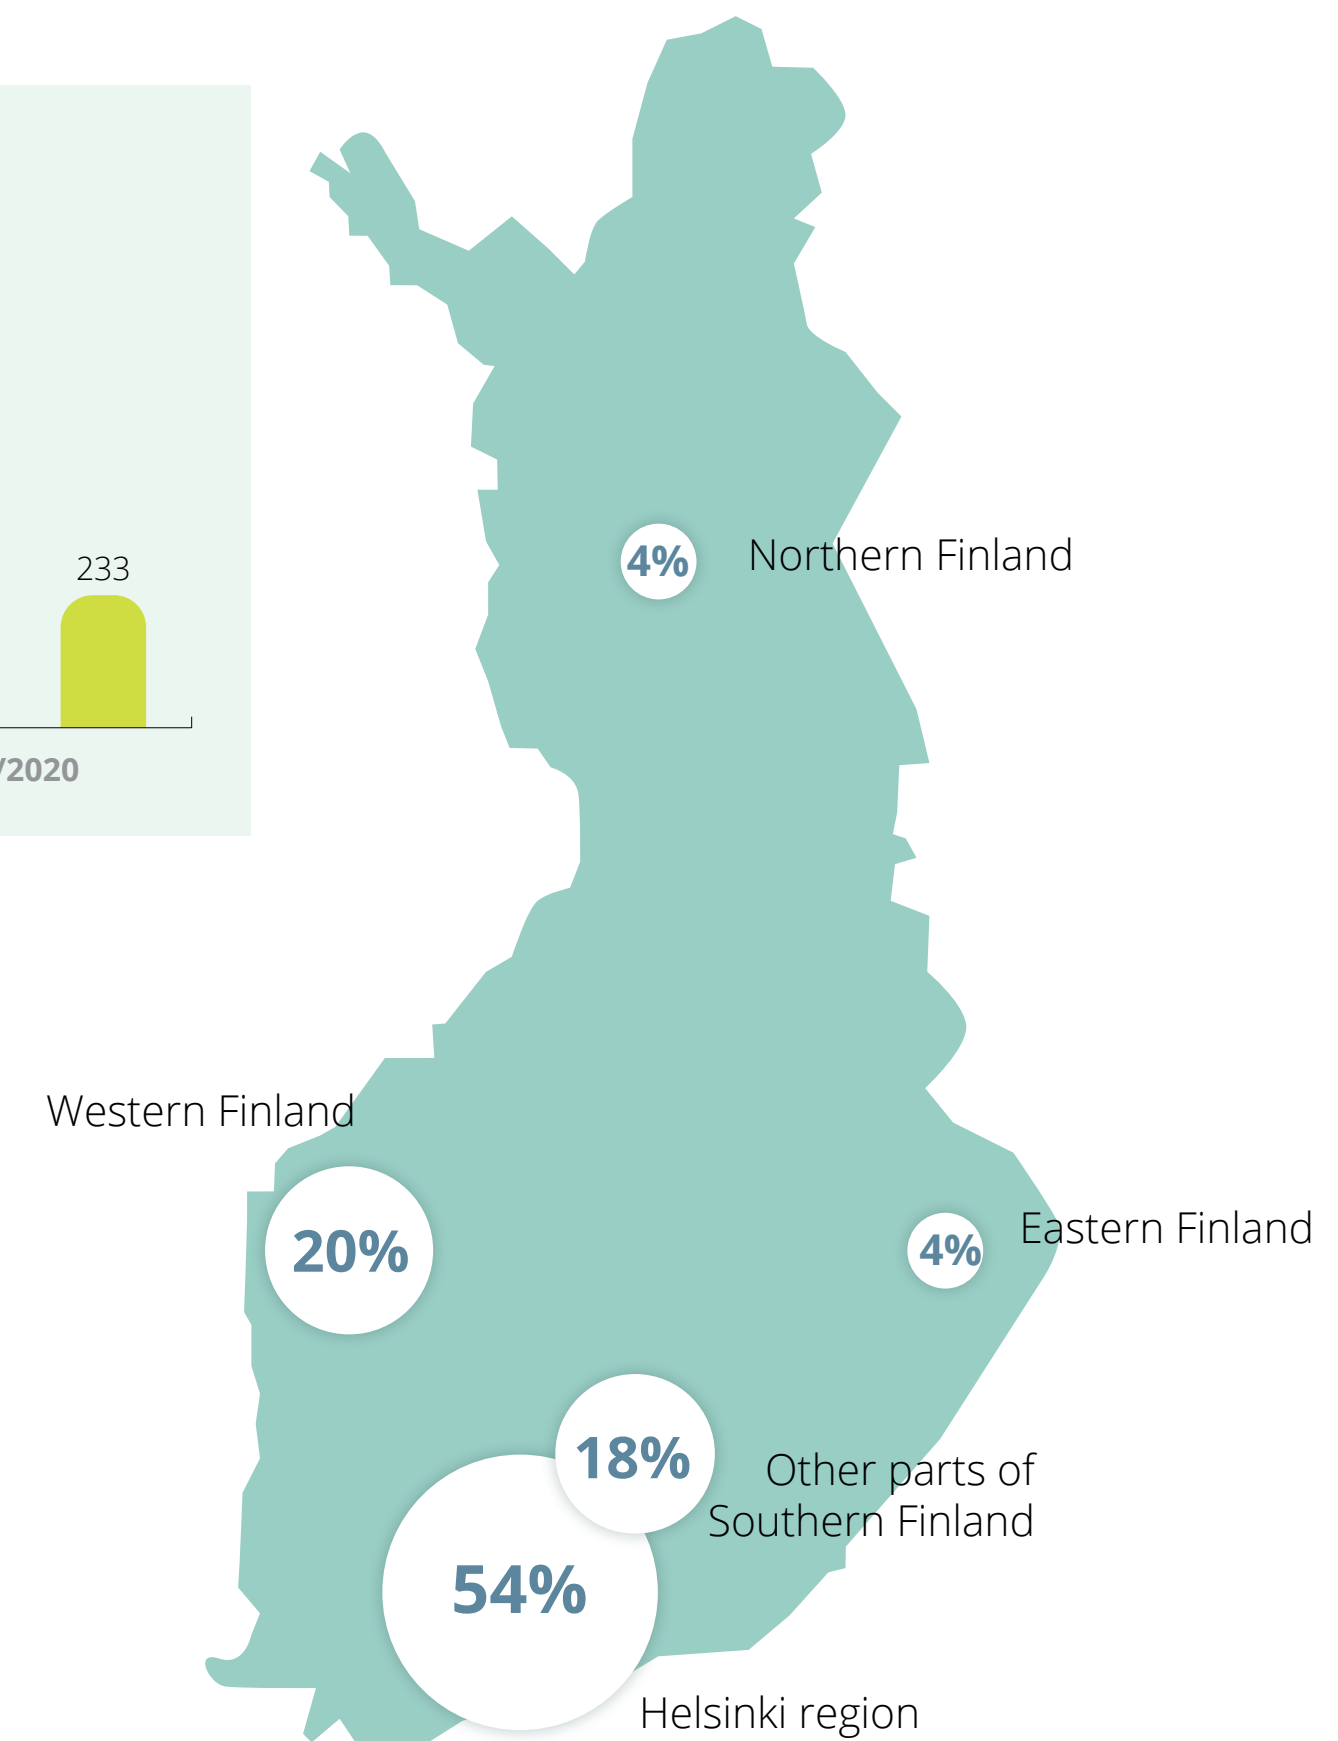 233
/2020
4%
Northern Finland
Western Finland
20%
4%
Eastern Finland
18%
Other parts of
Southern Finland
54%
Helsinki region